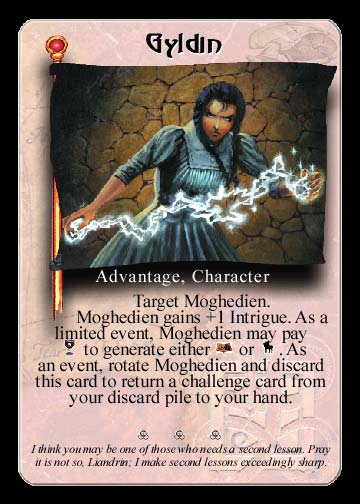 Gyldin
Advantage, Character
Target Moghedien.
Moghedien gains +1 Intrigue. As a
limited event, Moghedien may pay
to generate either or . As
an event, rotate Moghedien and discard
this card to return a challenge card from
your discard pile to your hand.
I think you may be one of those who needs a second lesson. Pray
it is not so, Liandrin; I make second lessons exceedingly sharp.